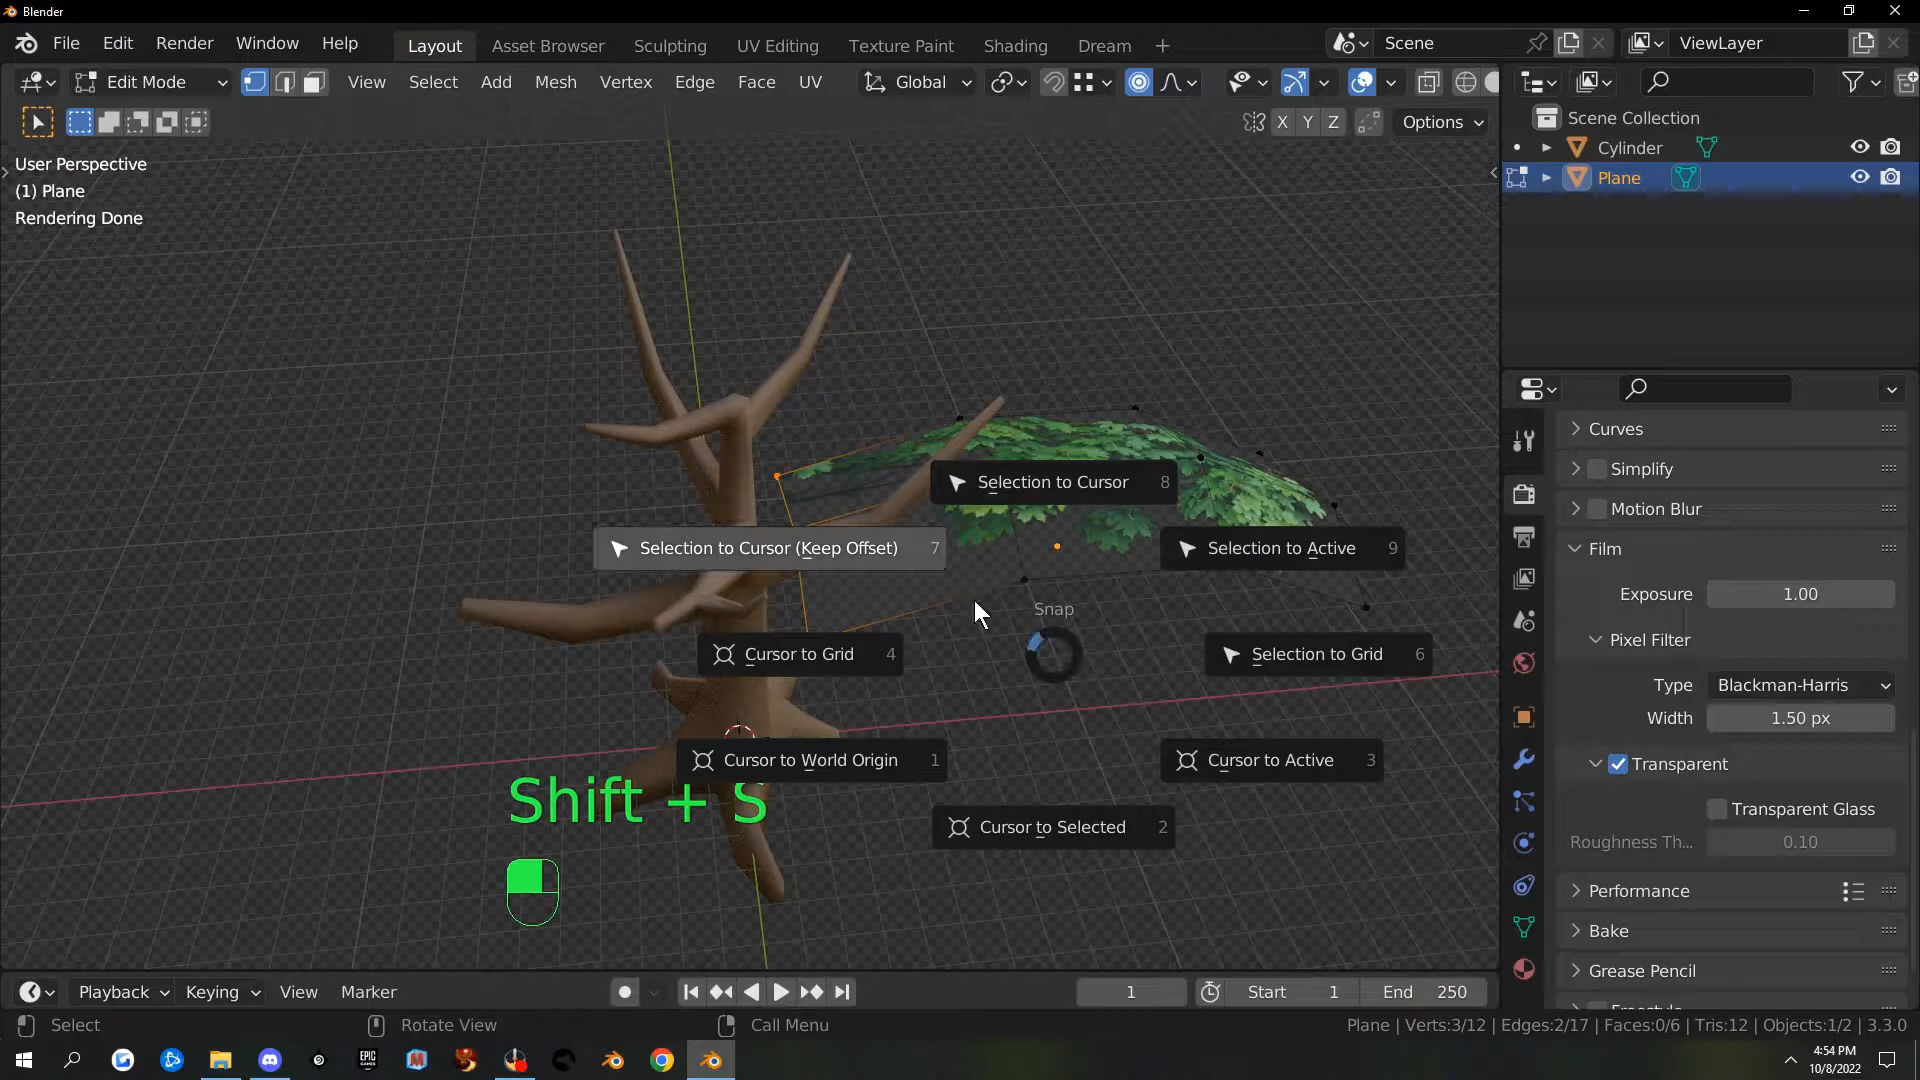 Blender
File Edit Render Window Help Layout Asset Browser Sculpting UV Editing Texture Paint Shading Dream Scene ViewLayer
Edit Mode View Select Add Mesh Vertex Edge Face UV Global
X Y Z Options
Scene Collection
Cylinder
Plane
User Perspective
(1) Plane
Rendering Done
Selection to Cursor 8
Selection to Cursor (Keep Offset) 7
Selection to Active 9
Snap
Cursor to Grid 4
Selection to Grid 6
Cursor to World Origin 1
Cursor to Active 3
Cursor to Selected 2
Shift + S
Curves
Simplify
Motion Blur
Film
Exposure 1.00
Pixel Filter
Type Blackman-Harris
Width 1.50 px
Transparent
Transparent Glass
Roughness Th... 0.10
Performance
Bake
Grease Pencil
Freestyle
Playback Keying View Marker 1 Start 1 End 250
Select Rotate View Call Menu Plane | Verts:3/12 | Edges:2/17 | Faces:0/6 | Tris:12 | Objects:1/2 | 3.3.0
EPIC GAMES
4:54 PM
10/8/2022